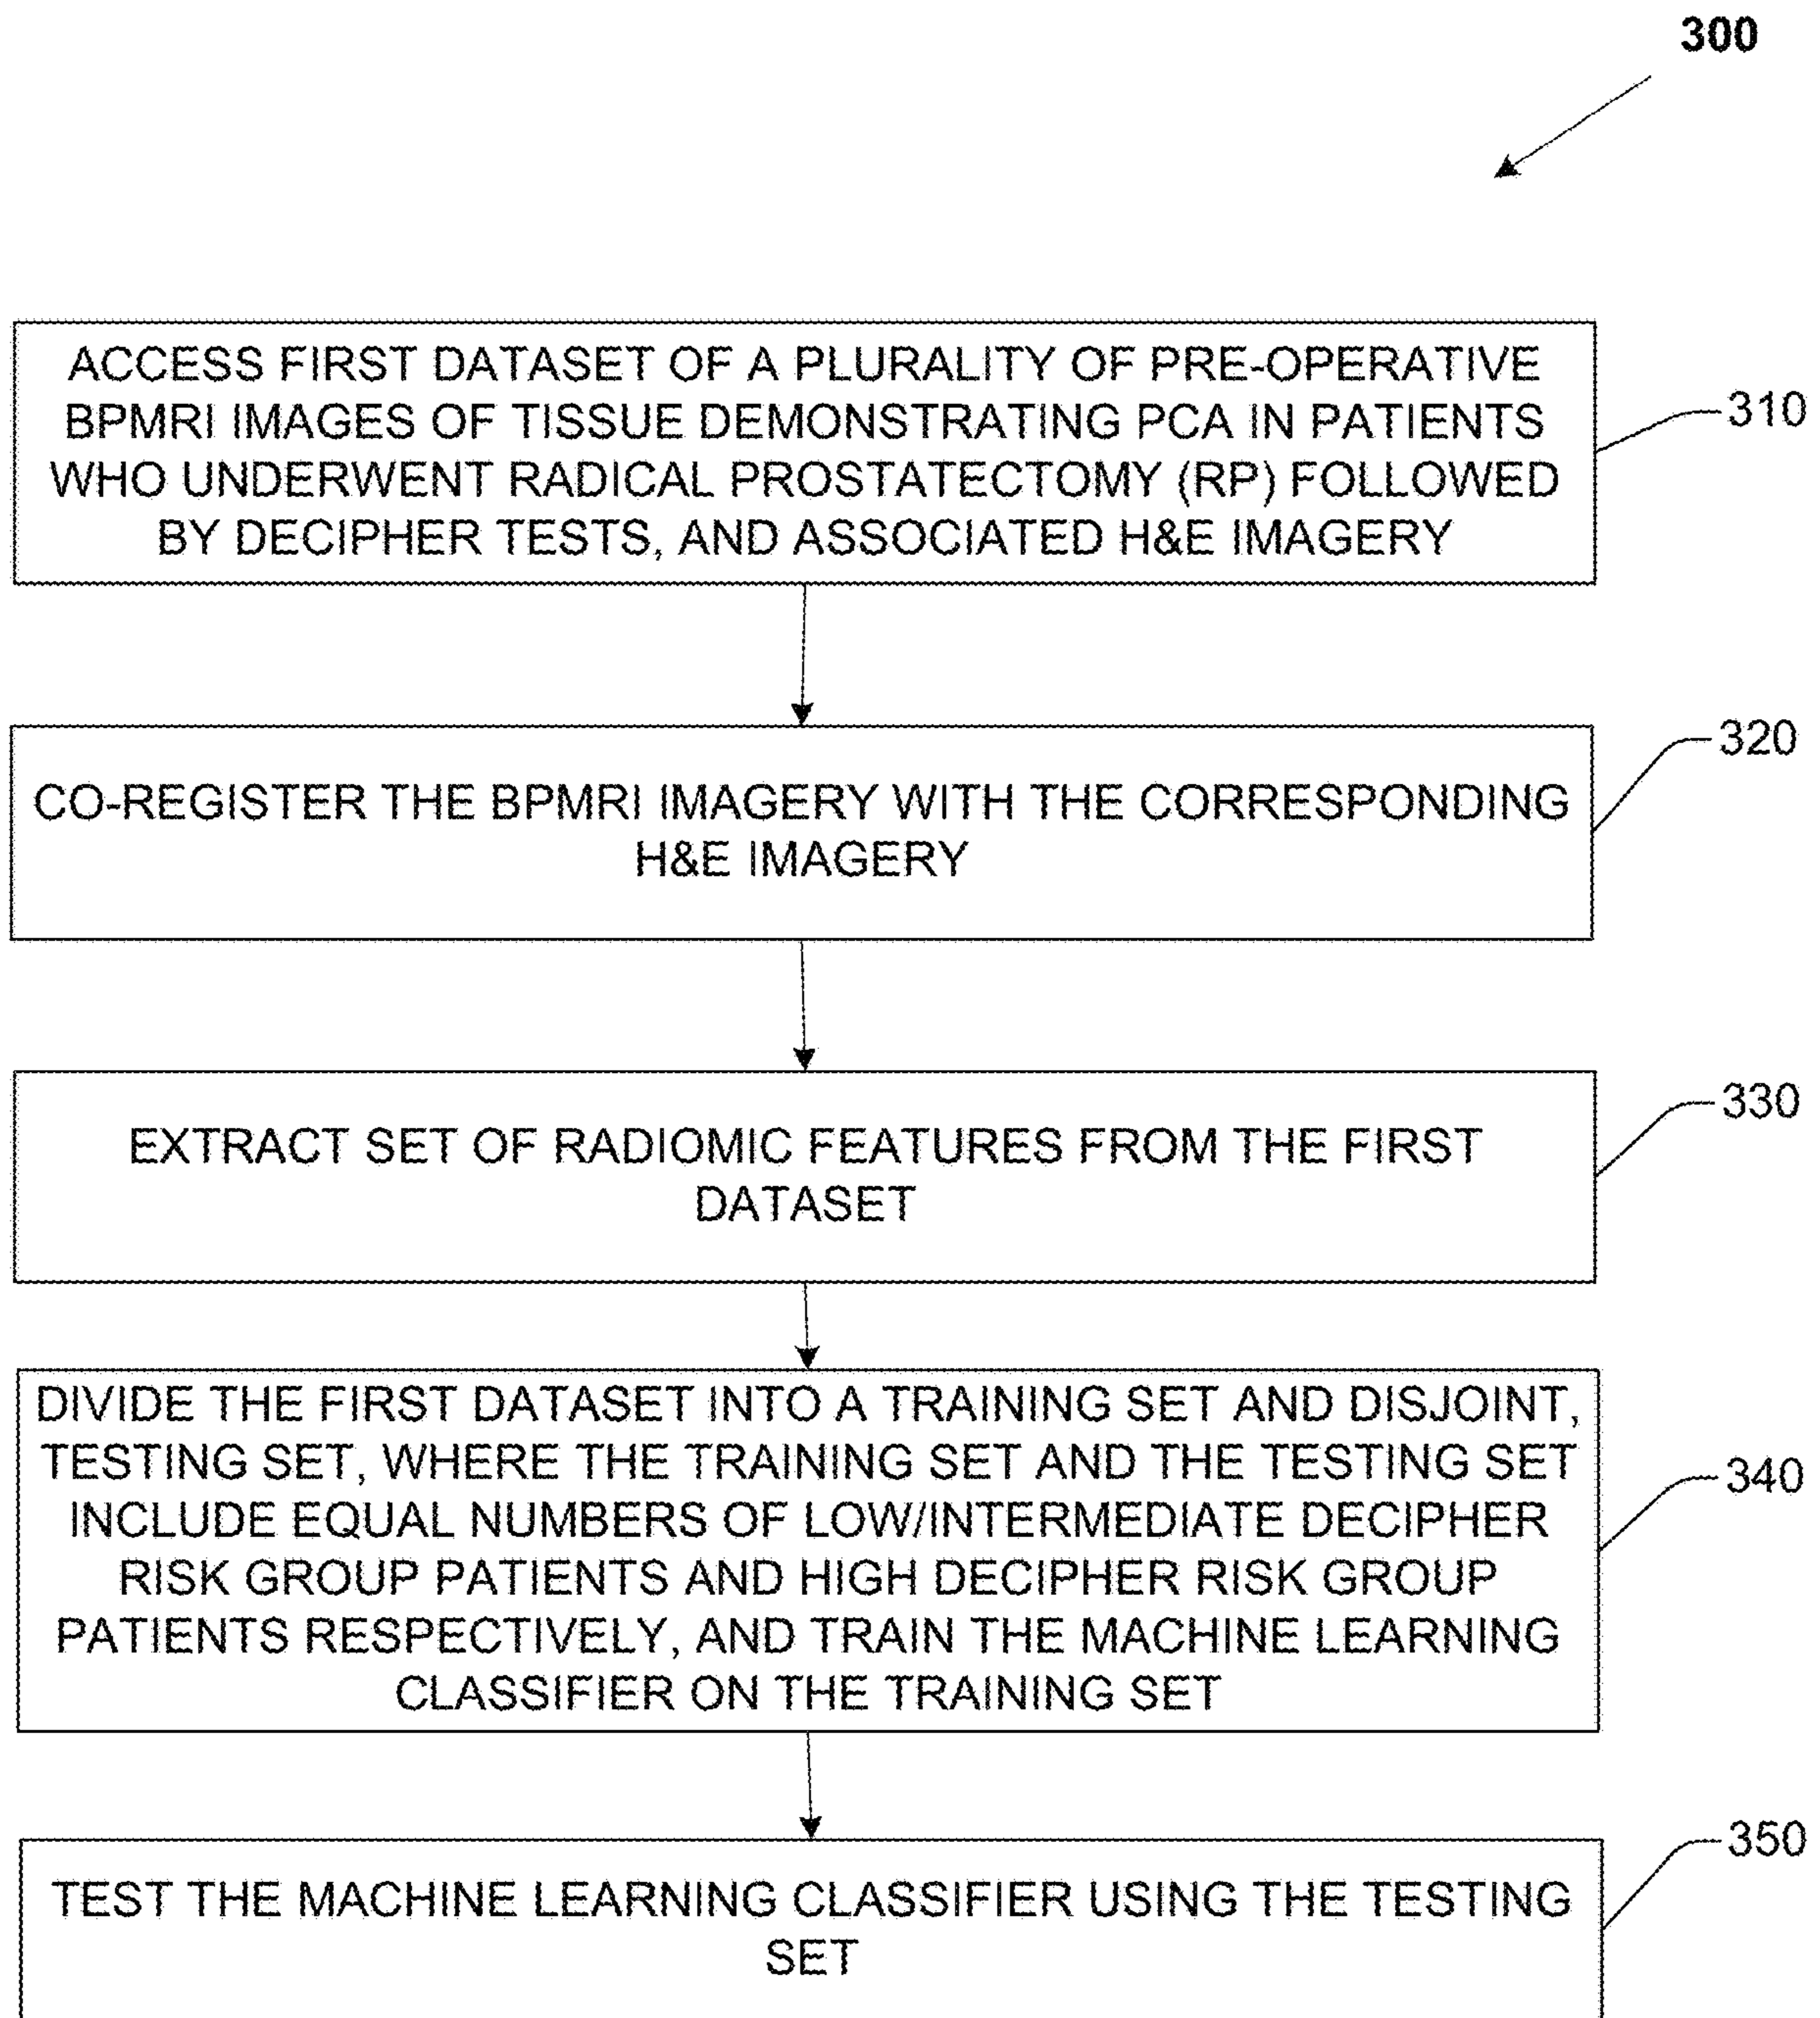 300
ACCESS FIRST DATASET OF A PLURALITY OF PRE-OPERATIVE
BPMRI IMAGES OF TISSUE DEMONSTRATING PCA IN PATIENTS
WHO UNDERWENT RADICAL PROSTATECTOMY (RP) FOLLOWED
BY DECIPHER TESTS, AND ASSOCIATED H&E IMAGERY
310
CO-REGISTER THE BPMRI IMAGERY WITH THE CORRESPONDING
H&E IMAGERY
320
EXTRACT SET OF RADIOMIC FEATURES FROM THE FIRST
DATASET
330
DIVIDE THE FIRST DATASET INTO A TRAINING SET AND DISJOINT,
TESTING SET, WHERE THE TRAINING SET AND THE TESTING SET
INCLUDE EQUAL NUMBERS OF LOW/INTERMEDIATE DECIPHER
RISK GROUP PATIENTS AND HIGH DECIPHER RISK GROUP
PATIENTS RESPECTIVELY, AND TRAIN THE MACHINE LEARNING
CLASSIFIER ON THE TRAINING SET
340
TEST THE MACHINE LEARNING CLASSIFIER USING THE TESTING
SET
350